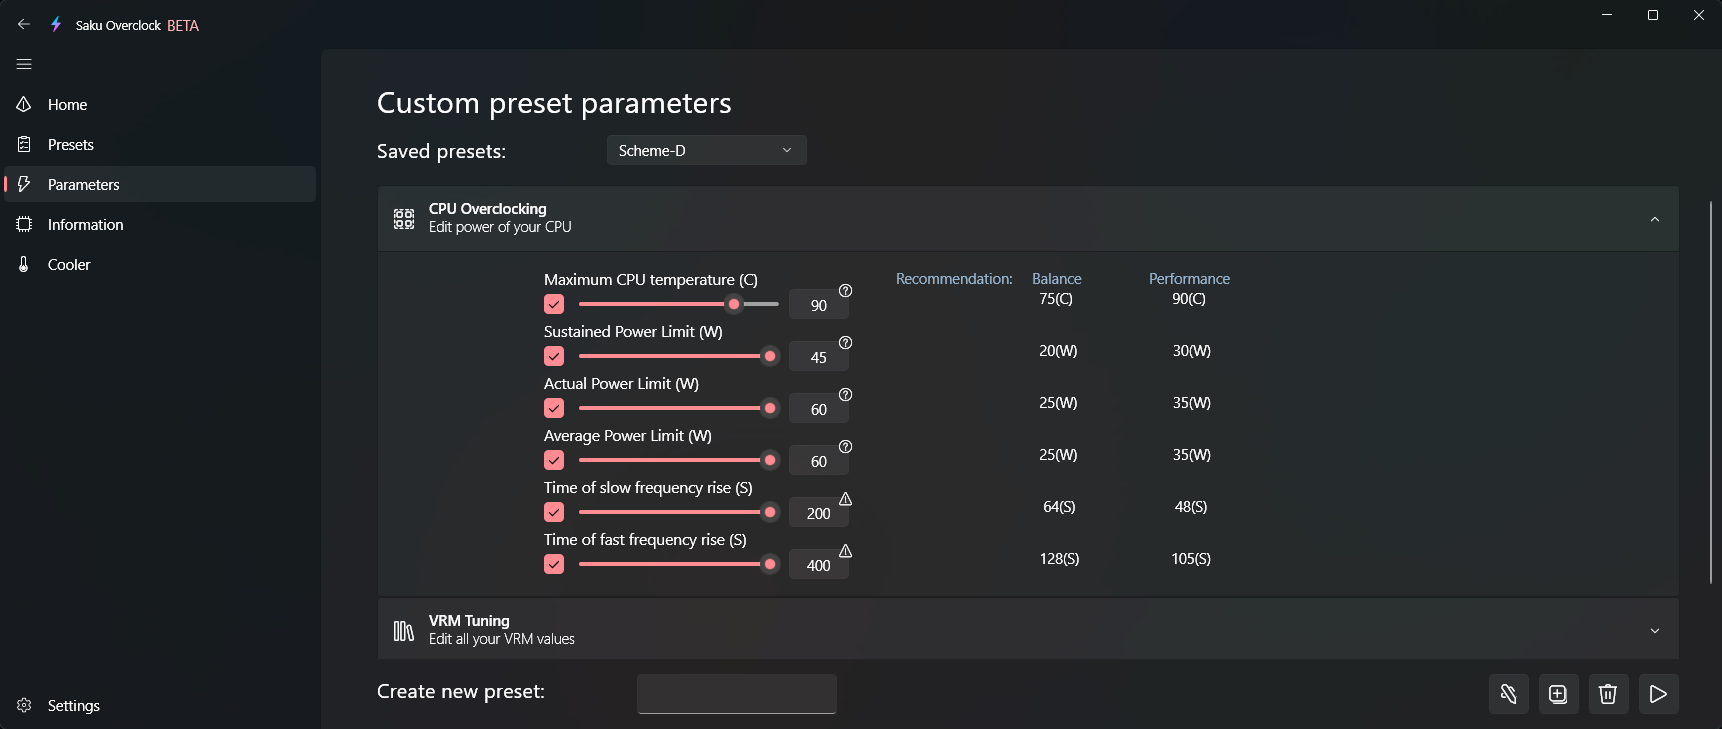 Saku Overclock BETA
Home
Presets
Parameters
Information
Cooler
Settings
Custom preset parameters
Saved presets:
Scheme-D
CPU Overclocking
Edit power of your CPU
Recommendation: Balance Performance
Maximum CPU temperature (C)
90
75(C) 90(C)
Sustained Power Limit (W)
45
20(W) 30(W)
Actual Power Limit (W)
60
25(W) 35(W)
Average Power Limit (W)
60
25(W) 35(W)
Time of slow frequency rise (S)
200
64(S) 48(S)
Time of fast frequency rise (S)
400
128(S) 105(S)
VRM Tuning
Edit all your VRM values
Create new preset: